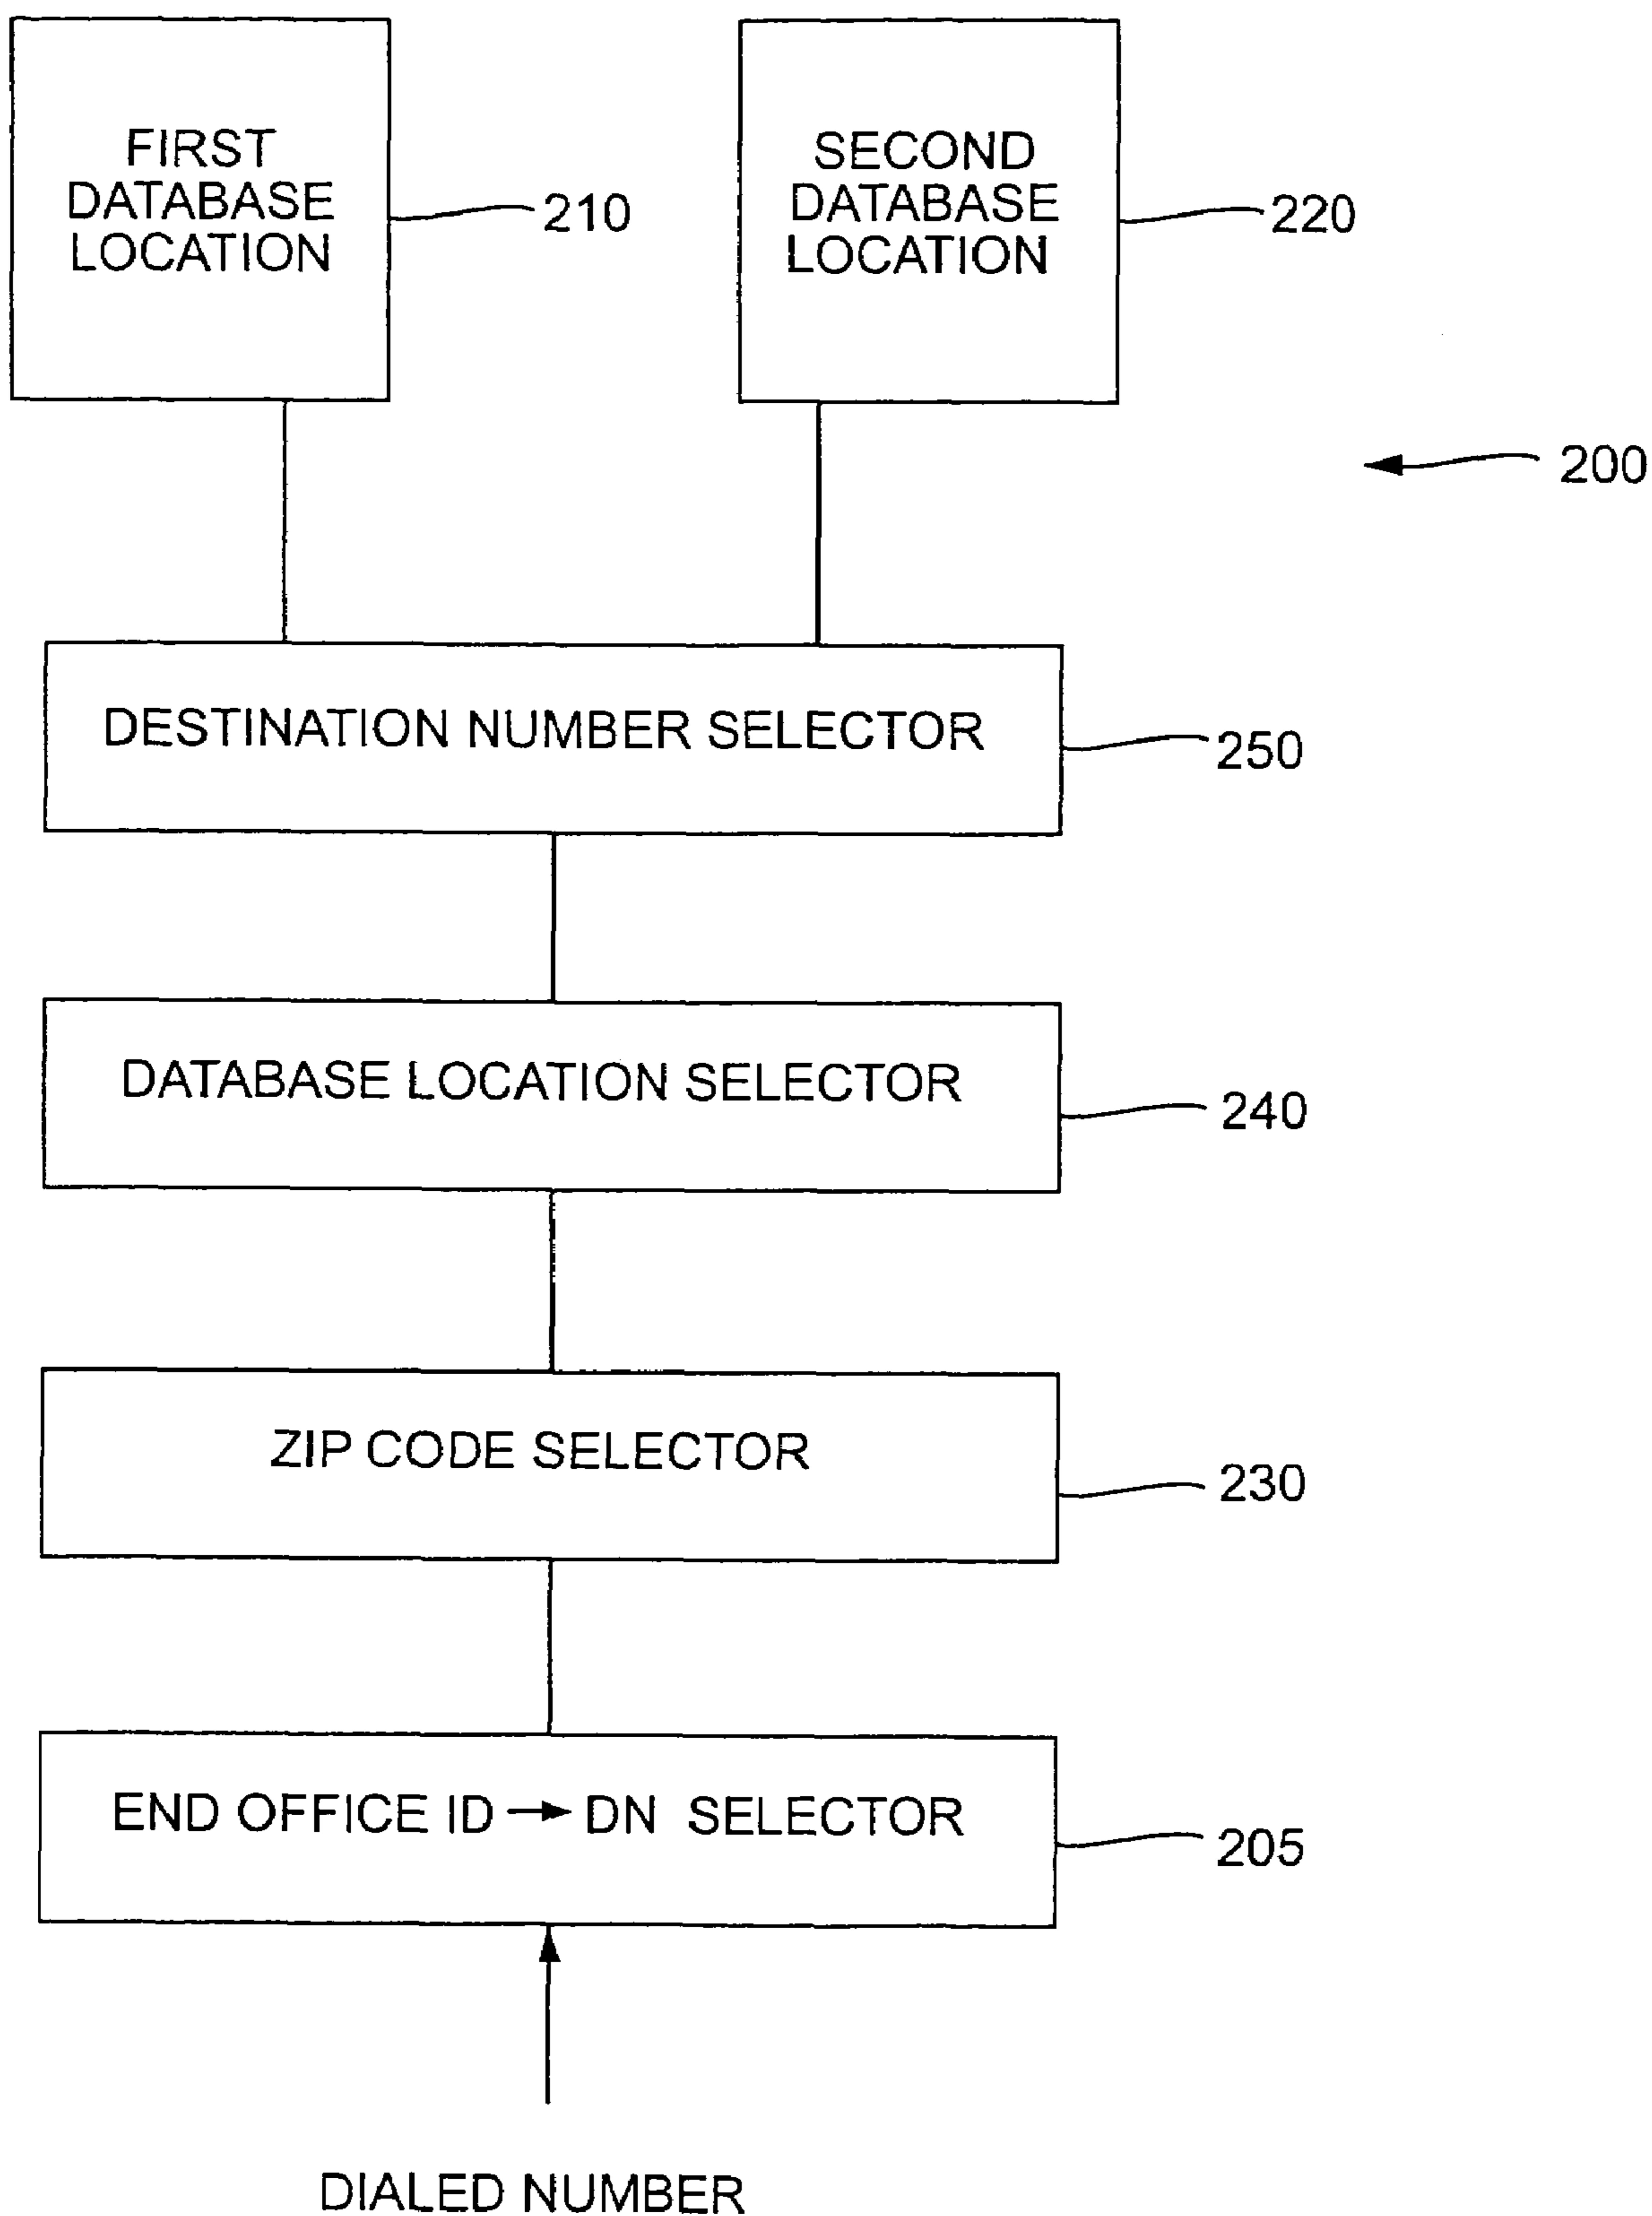 FIRST
DATABASE
LOCATION
210
SECOND
DATABASE
LOCATION
220
200
DESTINATION NUMBER SELECTOR
250
DATABASE LOCATION SELECTOR
240
ZIP CODE SELECTOR
230
END OFFICE ID → DN SELECTOR
205
DIALED NUMBER